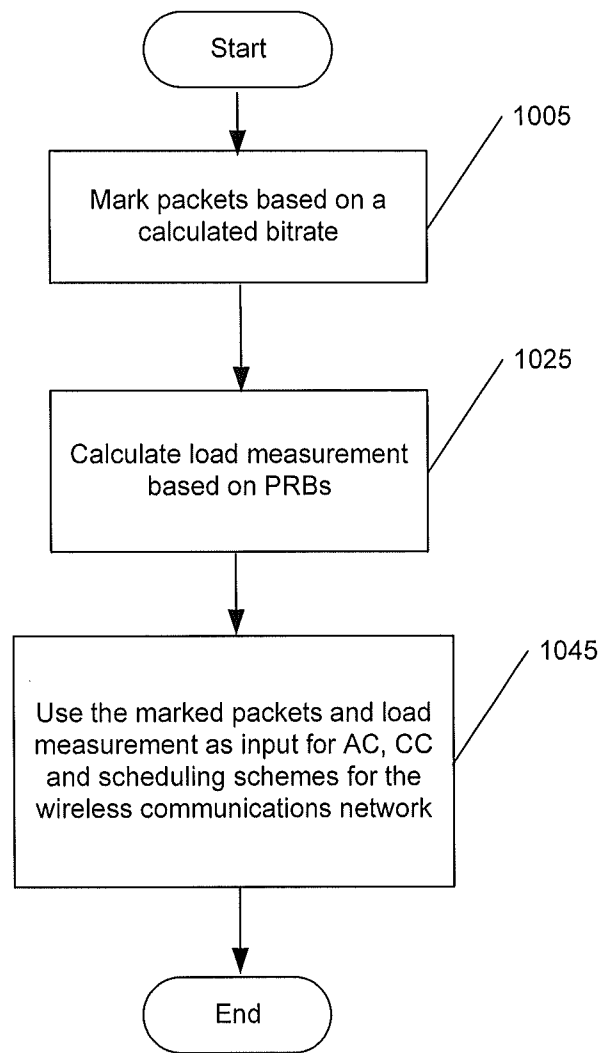 Start
1005
Mark packets based on a
calculated bitrate
1025
Calculate load measurement
based on PRBs
1045
Use the marked packets and load
measurement as input for AC, CC
and scheduling schemes for the
wireless communications network
End